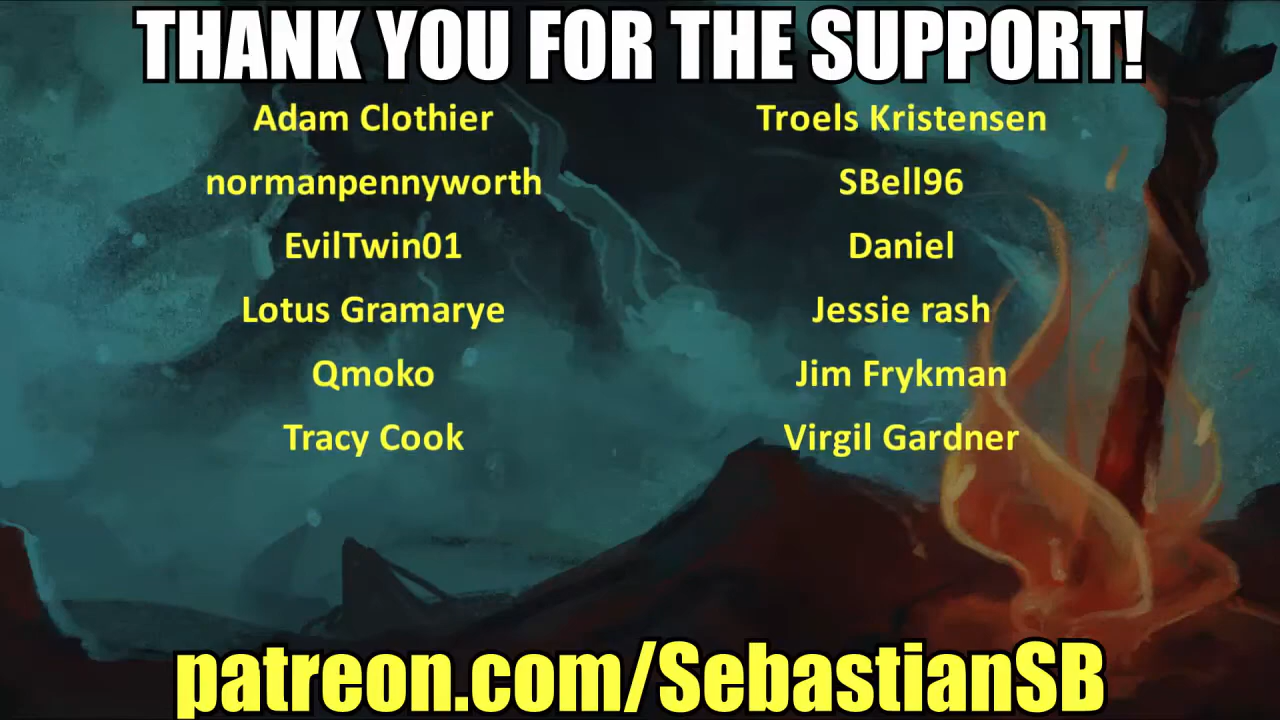 THANK YOU FOR THE SUPPORT!
Adam Clothier
normanpennyworth
EvilTwin01
Lotus Gramarye
Qmoko
Tracy Cook
Troels Kristensen
SBell96
Daniel
Jessie rash
Jim Frykman
Virgil Gardner
patreon.com/SebastianSB